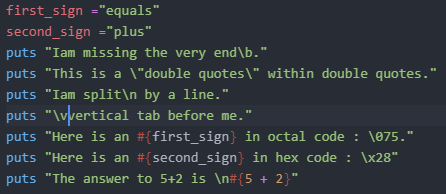 first_sign ="equals"
second_sign ="plus"
puts "Iam missing the very end\b."
puts "This is a \"double quotes\" within double quotes."
puts "Iam split\n by a line."
puts "\vvertical tab before me."
puts "Here is an #{first_sign} in octal code : \075."
puts "Here is an #{second_sign} in hex code : \x28"
puts "The answer to 5+2 is \n#{5 + 2}"